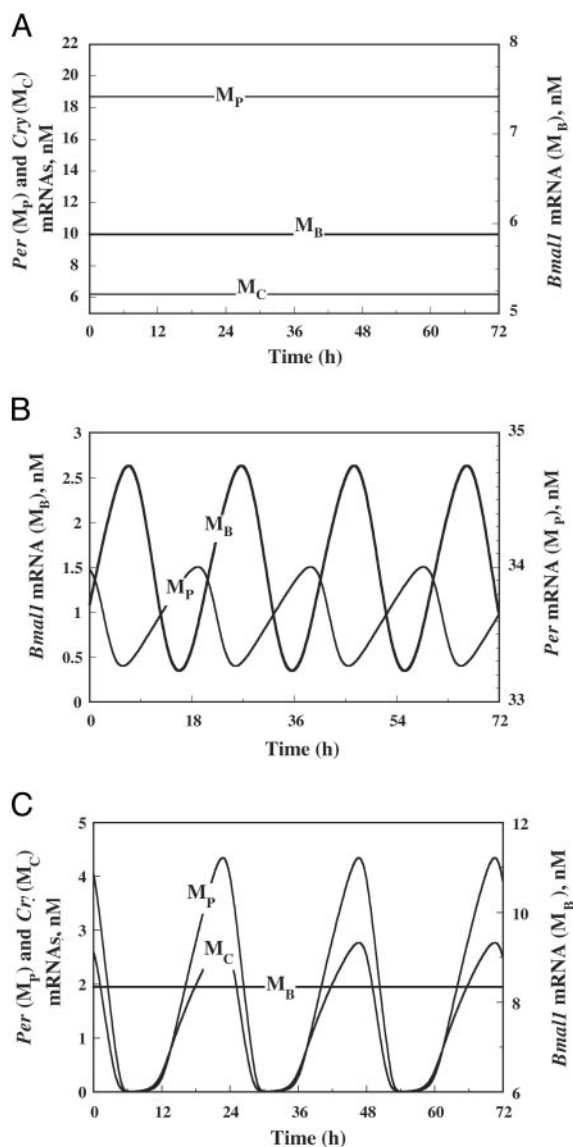 A
Per (Mp) and Cry (MC)
mRNAs, nM
22
20
18
16
14
12
10
8
6
MP
MB
MC
8
7
6
5
Bmal1 mRNA (MB), nM
0 12 24 36 48 60 72
Time (h)
B
Bmal1 mRNA (MB), nM
3
2.5
2
1.5
1
0.5
0
MB
MP
35
34
33
Per mRNA (MP), nM
0 18 36 54 72
Time (h)
C
Per (MP) and Cr (MC)
mRNAs, nM
5
4
3
2
1
0
MP
MC
MB
12
10
8
6
Bmal1 mRNA (MB), nM
0 12 24 36 48 60 72
Time (h)